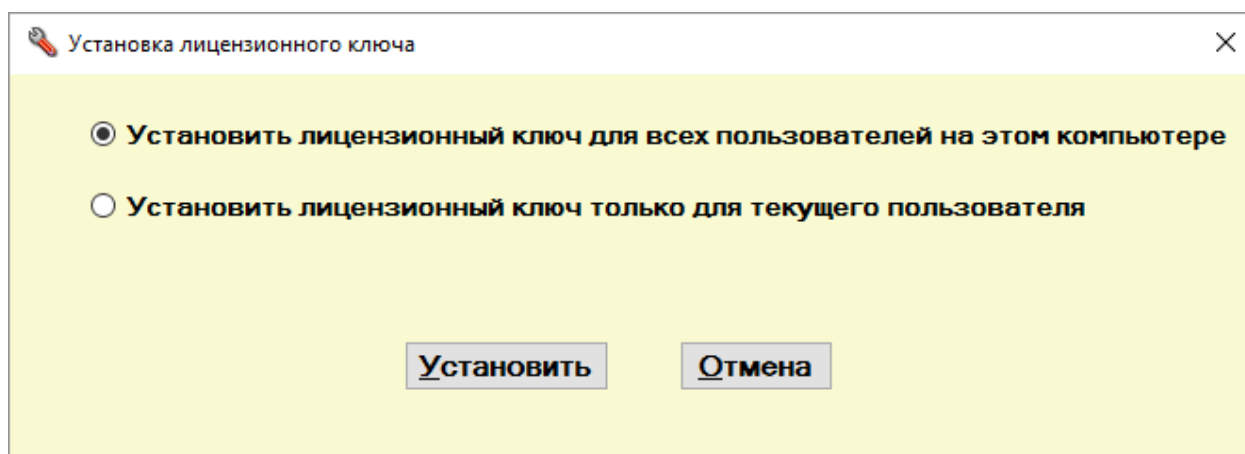 Установка лицензионного ключа
Установить лицензионный ключ для всех пользователей на этом компьютере
Установить лицензионный ключ только для текущего пользователя
Установить Отмена